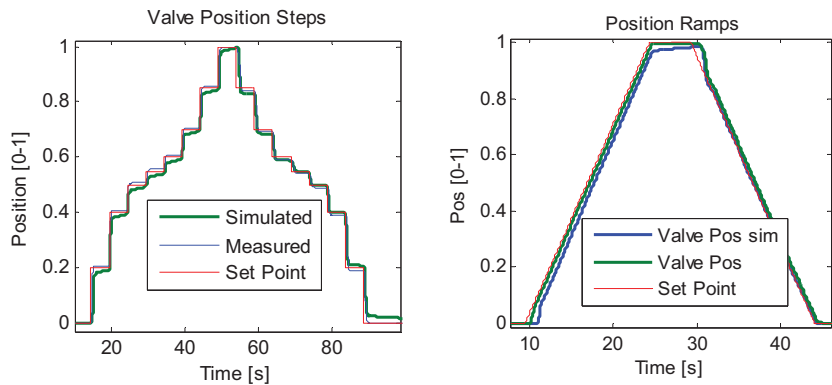 Valve Position Steps
Position [0-1]
1
0.8
0.6
0.4
0.2
0
Simulated
Measured
Set Point
20 40 60 80
Time [s]
Position Ramps
Pos [0-1]
1
0.8
0.6
0.4
0.2
0
Valve Pos sim
Valve Pos
Set Point
10 20 30 40
Time [s]